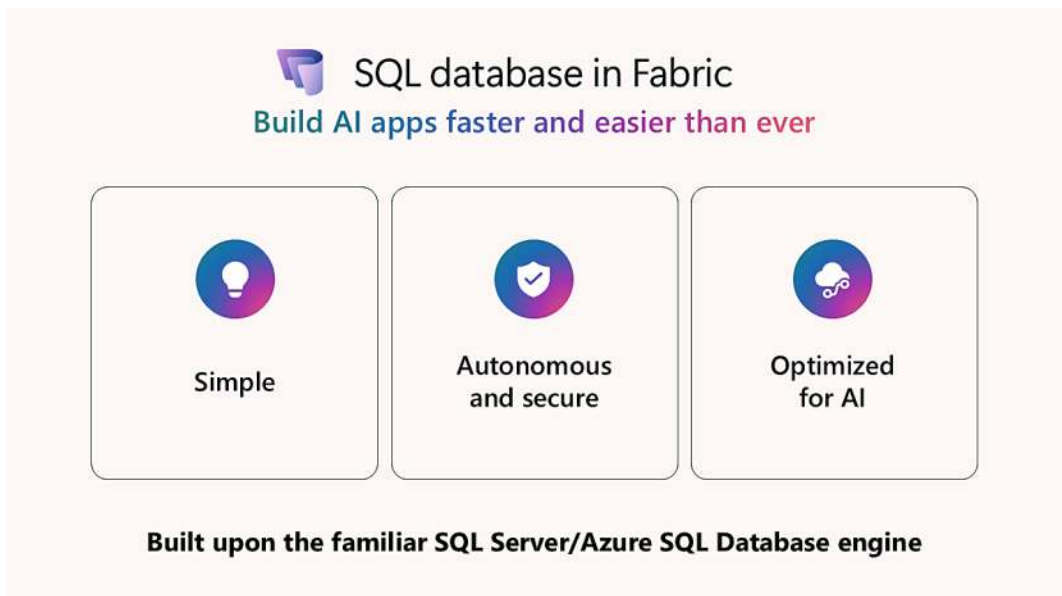 SQL database in Fabric
Build AI apps faster and easier than ever
Simple
Autonomous
and secure
Optimized
for AI
Built upon the familiar SQL Server/Azure SQL Database engine